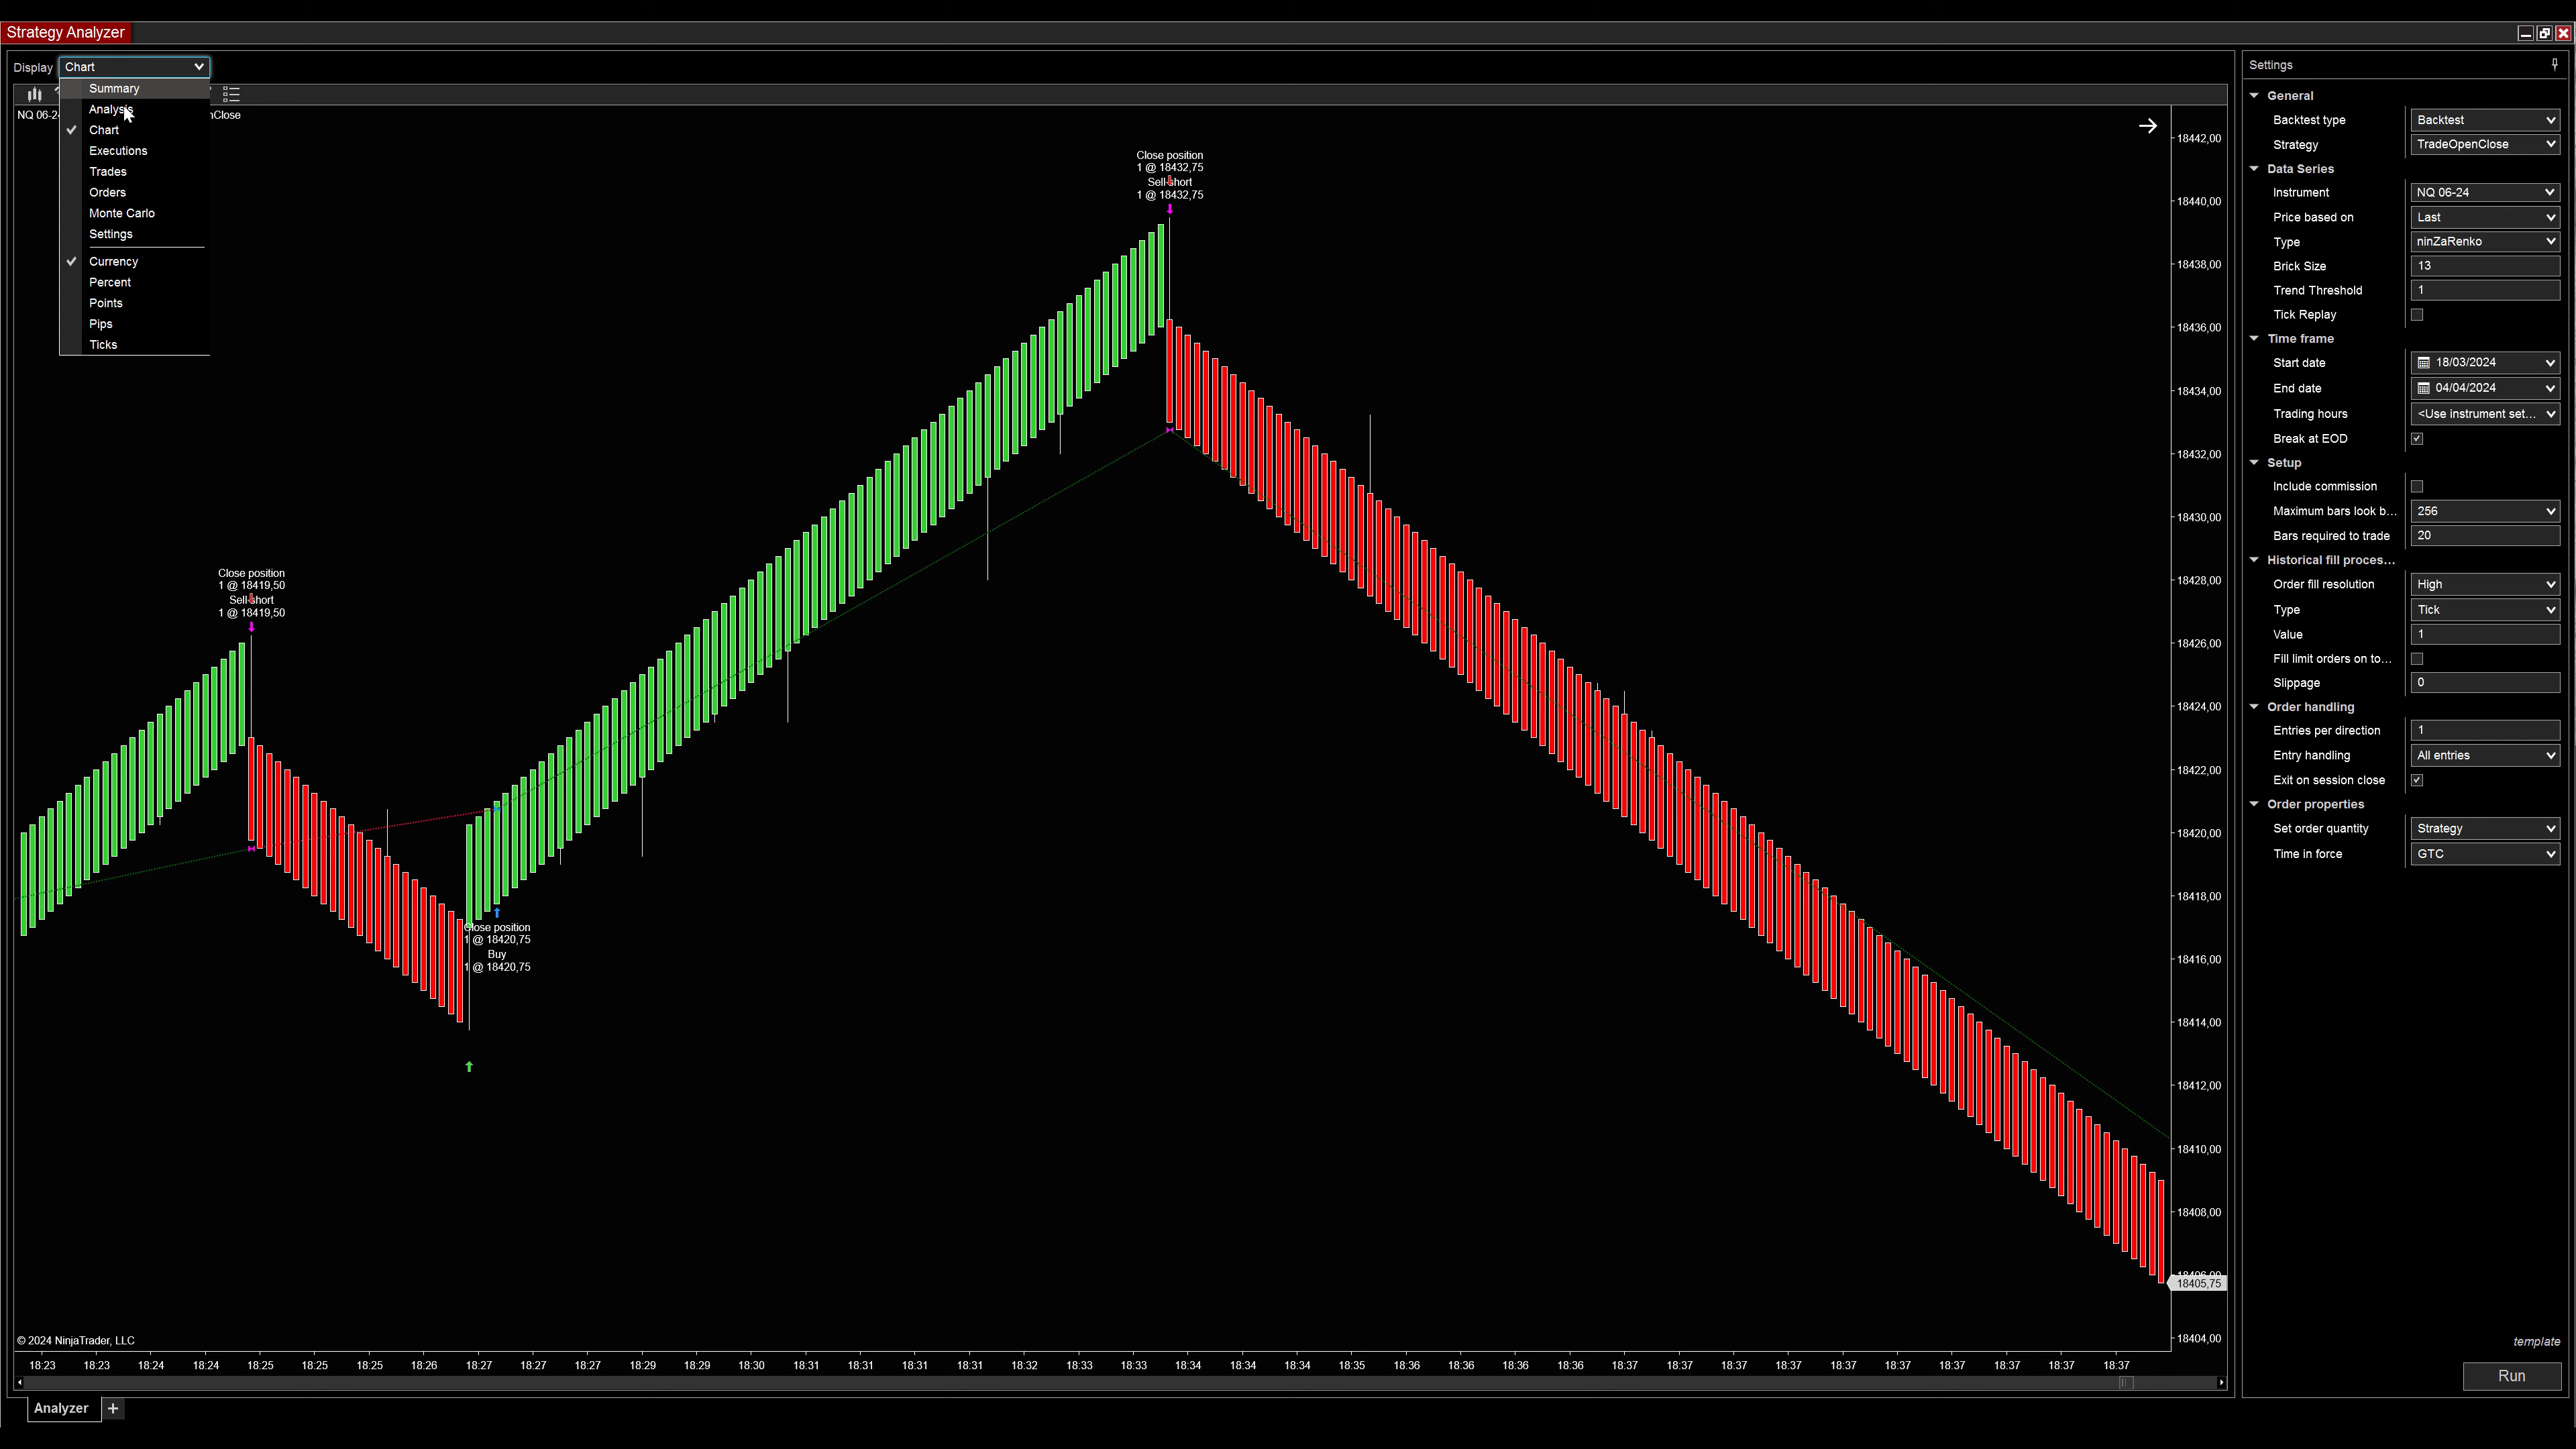 Strategy Analyzer
Display
Chart
Summary
Analysis
Chart
Executions
Trades
Orders
Monte Carlo
Settings
Currency
Percent
Points
Pips
Ticks
NQ 06-2
nClose
Close position
1 @ 18432,75
Sell short
1 @ 18432,75
Close position
1 @ 18419,50
Sell short
1 @ 18419,50
Close position
1 @ 18420,75
Buy
1 @ 18420,75
18442,00
18440,00
18438,00
18436,00
18434,00
18432,00
18430,00
18428,00
18426,00
18424,00
18422,00
18420,00
18418,00
18416,00
18414,00
18412,00
18410,00
18408,00
18406,00
18405,75
18404,00
© 2024 NinjaTrader, LLC
18:23 18:23 18:24 18:24 18:25 18:25 18:25 18:26 18:27 18:27 18:27 18:29 18:29 18:30 18:31 18:31 18:31 18:31 18:32 18:33 18:33 18:34 18:34 18:34 18:35 18:36 18:36 18:36 18:36 18:37 18:37 18:37 18:37 18:37 18:37 18:37 18:37 18:37 18:37
Analyzer +
Settings
General
Backtest type Backtest
Strategy TradeOpenClose
Data Series
Instrument NQ 06-24
Price based on Last
Type ninZaRenko
Brick Size 13
Trend Threshold 1
Tick Replay
Time frame
Start date 18/03/2024
End date 04/04/2024
Trading hours <Use instrument set...
Break at EOD
Setup
Include commission
Maximum bars look b... 256
Bars required to trade 20
Historical fill proces...
Order fill resolution High
Type Tick
Value 1
Fill limit orders on to...
Slippage 0
Order handling
Entries per direction 1
Entry handling All entries
Exit on session close
Order properties
Set order quantity Strategy
Time in force GTC
template
Run